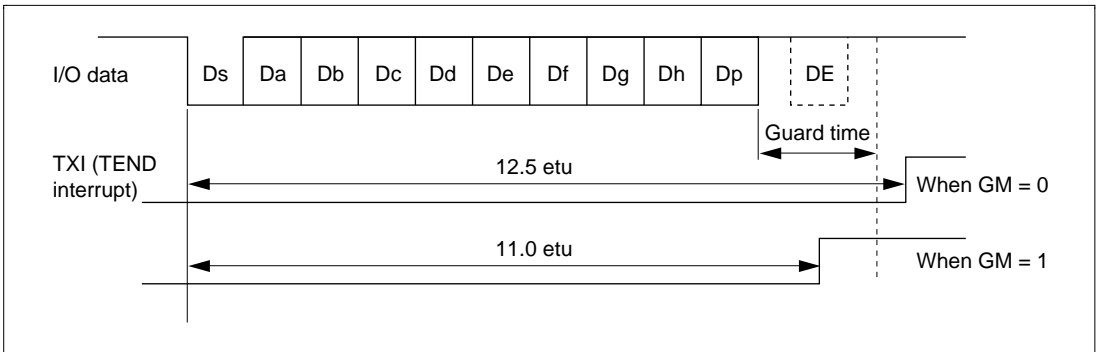 I/O data
Ds Da Db Dc Dd De Df Dg Dh Dp DE
Guard time
TXI (TEND
interrupt)
12.5 etu
When GM = 0
11.0 etu
When GM = 1